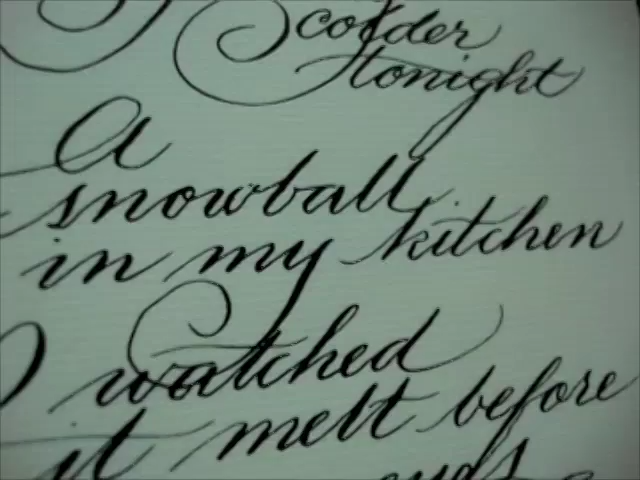 colder
tonight
A
snowball
in my kitchen
watched
it melt before